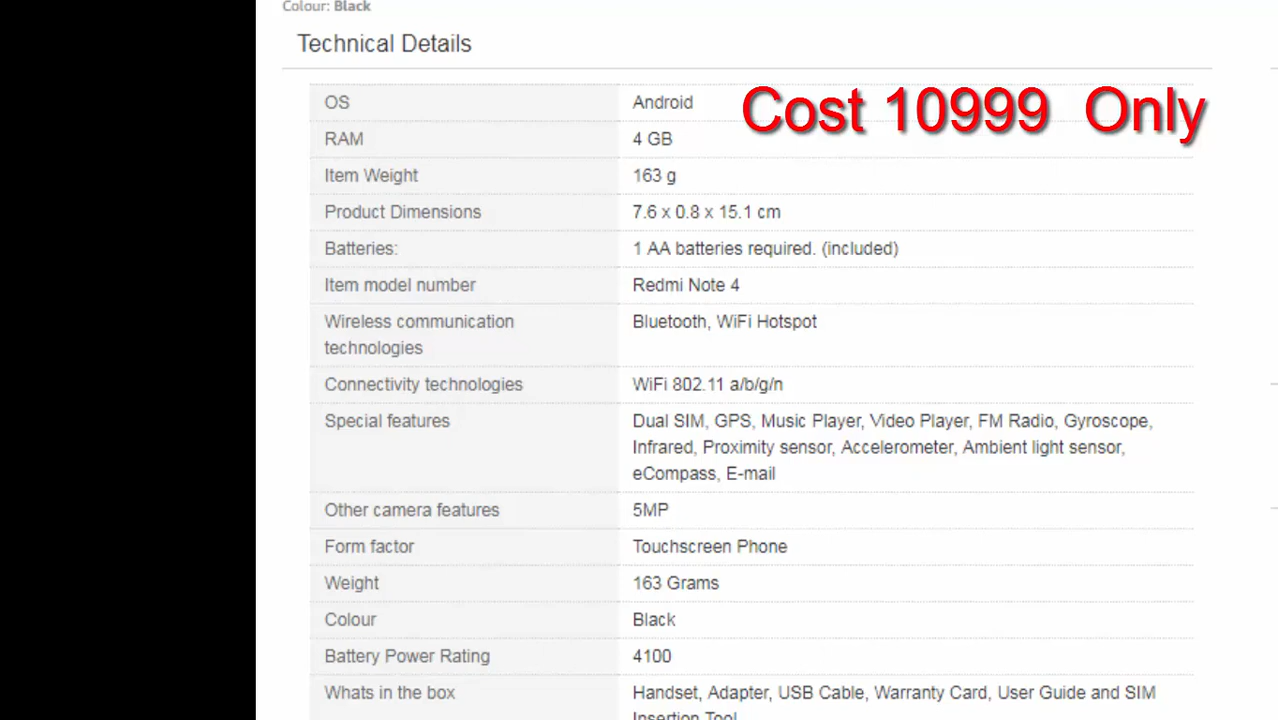 Colour: Black
Technical Details
OS Android
Cost 10999 Only
RAM 4 GB
Item Weight 163 g
Product Dimensions 7.6 x 0.8 x 15.1 cm
Batteries: 1 AA batteries required. (included)
Item model number Redmi Note 4
Wireless communication Bluetooth, WiFi Hotspot
technologies
Connectivity technologies WiFi 802.11 a/b/g/n
Special features Dual SIM, GPS, Music Player, Video Player, FM Radio, Gyroscope,
Infrared, Proximity sensor, Accelerometer, Ambient light sensor,
eCompass, E-mail
Other camera features 5MP
Form factor Touchscreen Phone
Weight 163 Grams
Colour Black
Battery Power Rating 4100
Whats in the box Handset, Adapter, USB Cable, Warranty Card, User Guide and SIM
Insertion Tool